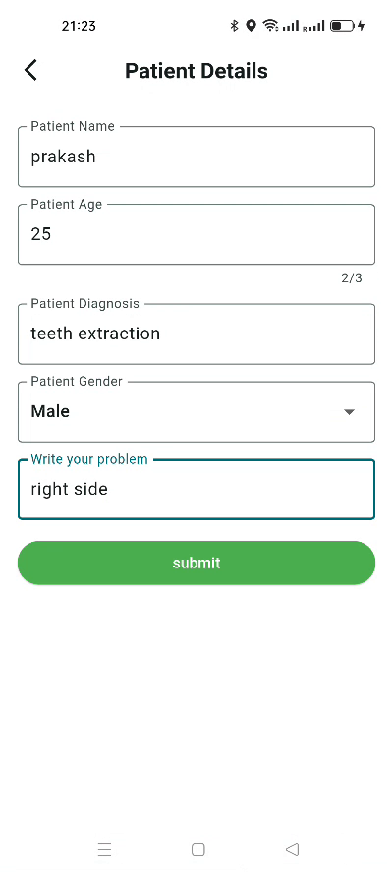 21:23
Patient Details
Patient Name
prakash
Patient Age
25
2/3
Patient Diagnosis
teeth extraction
Patient Gender
Male
Write your problem
right side
submit